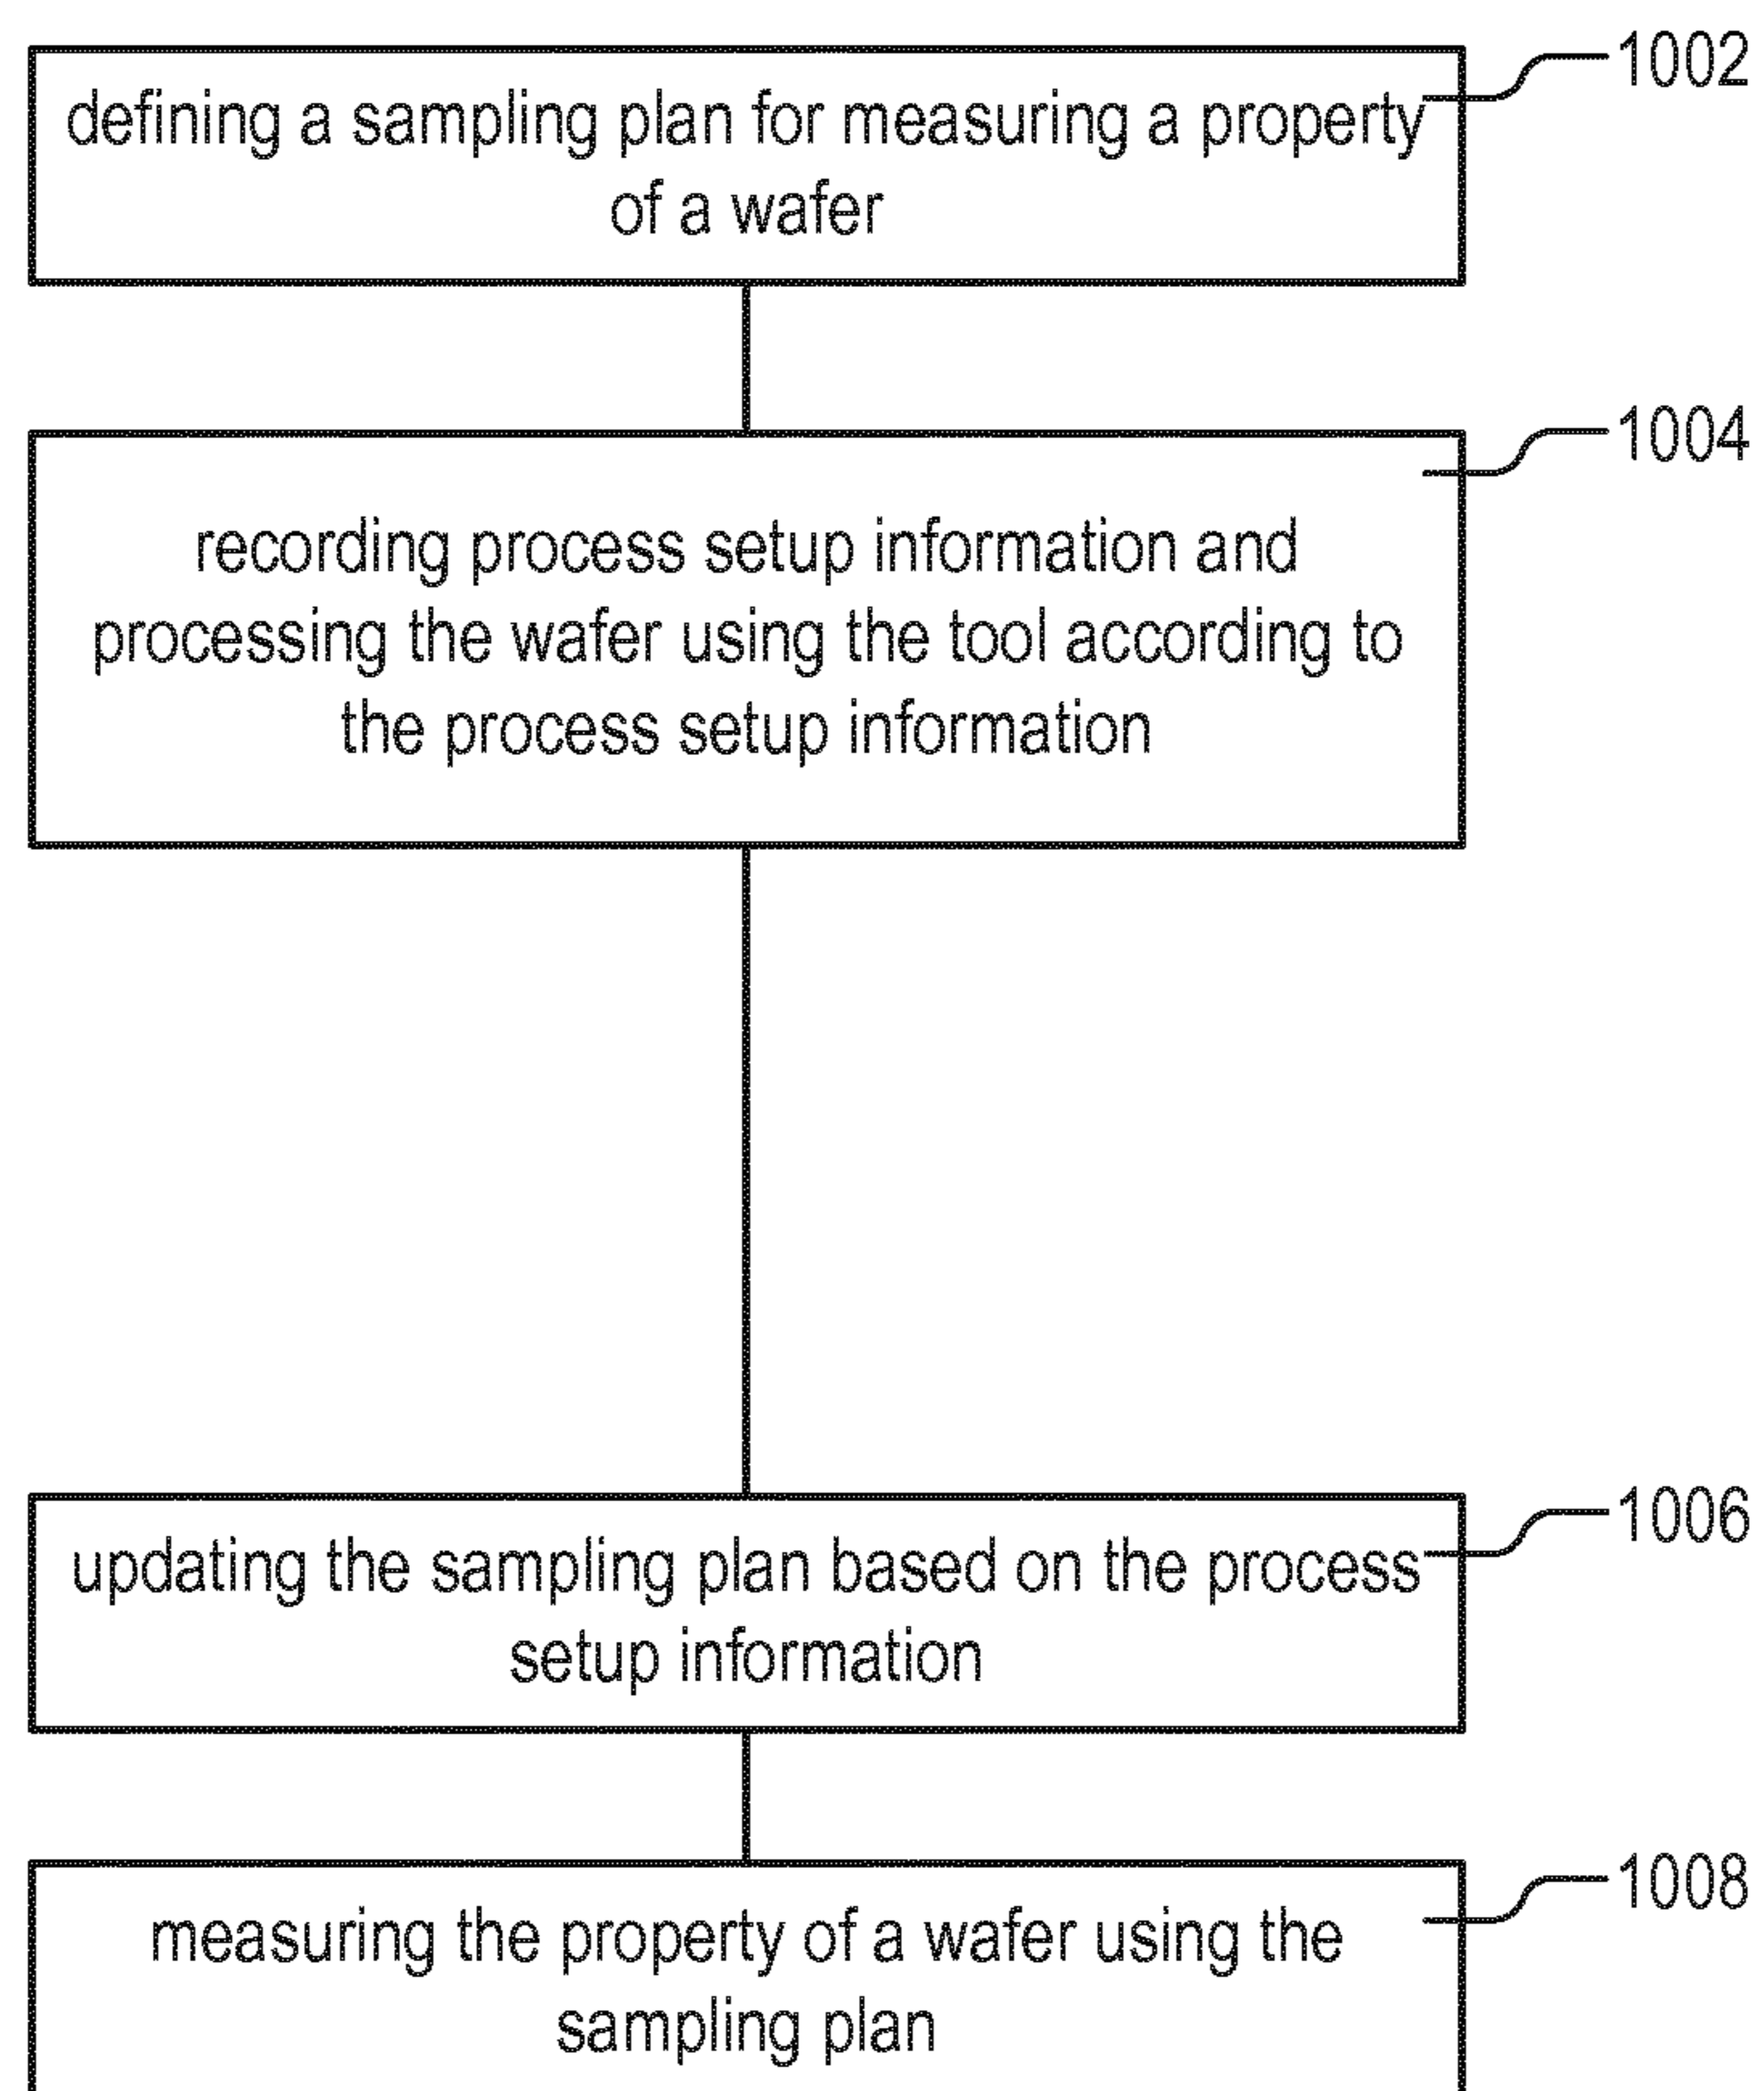 1002
defining a sampling plan for measuring a property
of a wafer
1004
recording process setup information and
processing the wafer using the tool according to
the process setup information
1006
updating the sampling plan based on the process
setup information
1008
measuring the property of a wafer using the
sampling plan